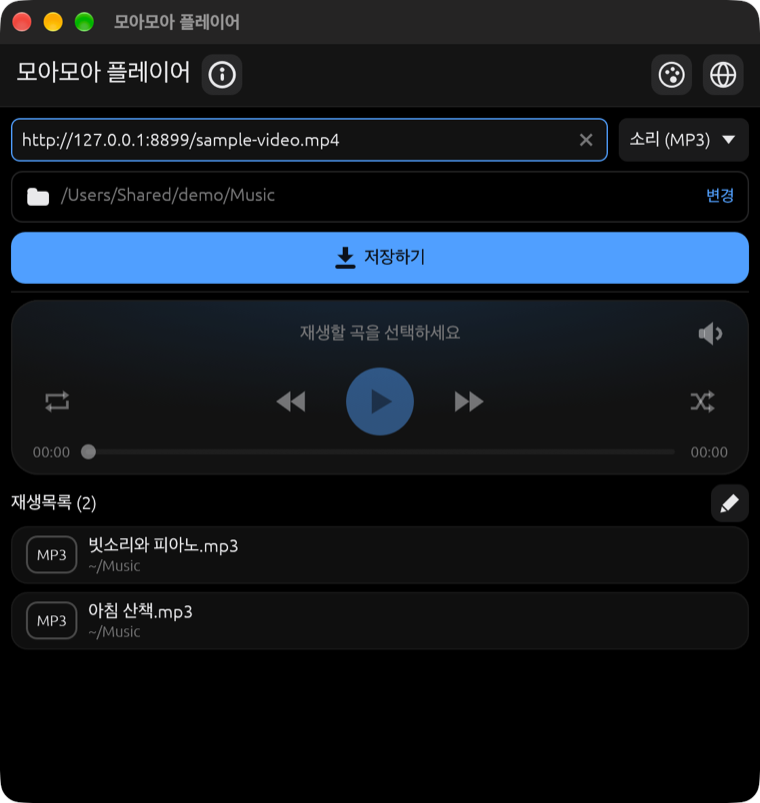 모아모아 플레이어
모아모아 플레이어
http://127.0.0.1:8899/sample-video.mp4
소리 (MP3)
/Users/Shared/demo/Music
변경
저장하기
재생할 곡을 선택하세요
00:00
00:00
재생목록 (2)
MP3
빗소리와 피아노.mp3
~/Music
MP3
아침 산책.mp3
~/Music